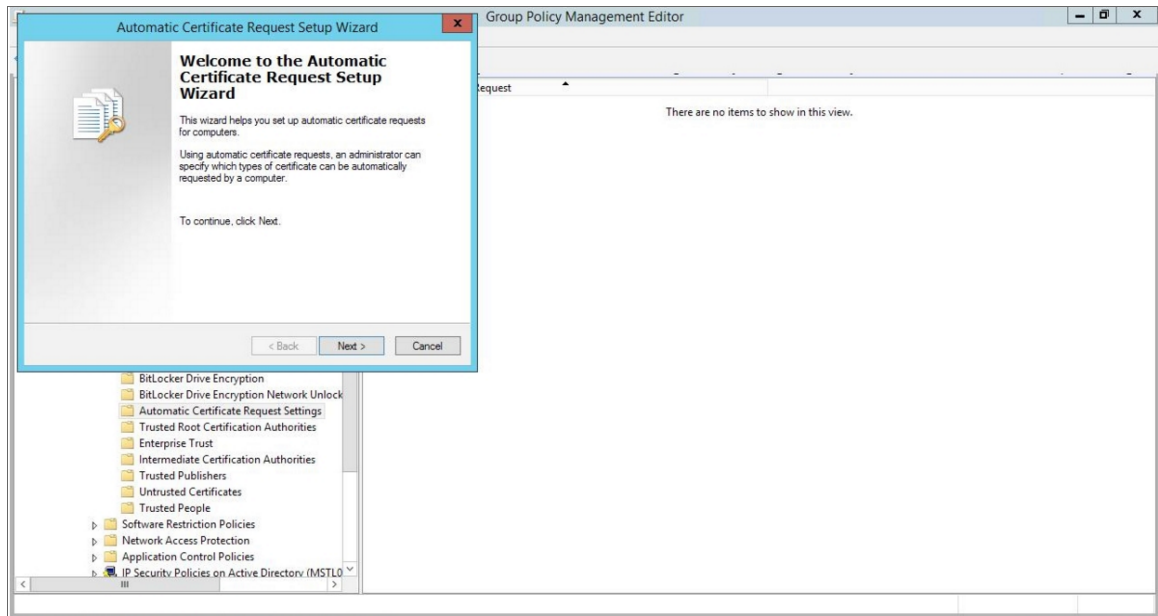 Group Policy Management Editor
Automatic Certificate Request Setup Wizard
Welcome to the Automatic
Certificate Request Setup
Wizard
This wizard helps you set up automatic certificate requests
for computers.
Using automatic certificate requests, an administrator can
specify which types of certificate can be automatically
requested by a computer.
To continue, click Next.
< Back
Next >
Cancel
There are no items to show in this view.
BitLocker Drive Encryption
BitLocker Drive Encryption Network Unlock
Automatic Certificate Request Settings
Trusted Root Certification Authorities
Enterprise Trust
Intermediate Certification Authorities
Trusted Publishers
Untrusted Certificates
Trusted People
Software Restriction Policies
Network Access Protection
Application Control Policies
IP Security Policies on Active Directory (MSTL0